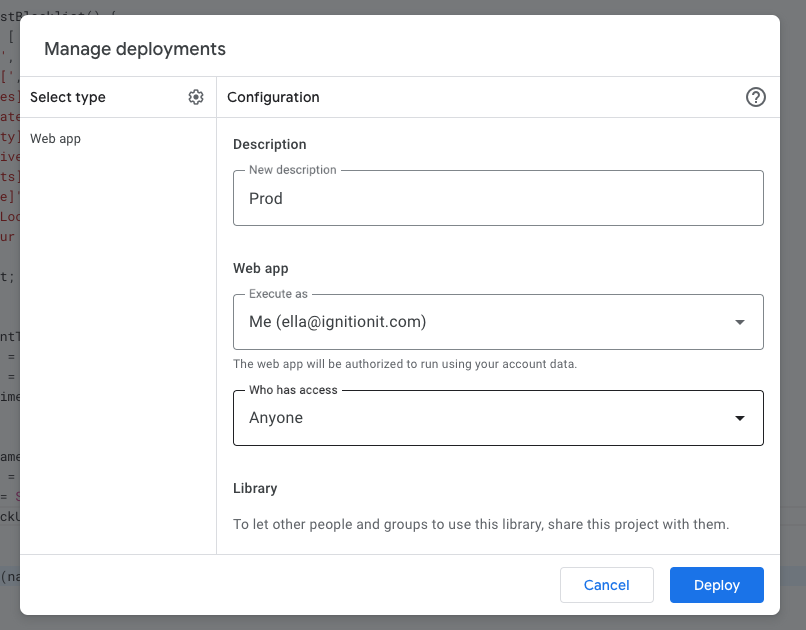 Manage deployments
Select type
Configuration
Web app
Description
New description
Prod
Web app
Execute as
Me (ella@ignitionit.com)
The web app will be authorized to run using your account data.
Who has access
Anyone
Library
To let other people and groups to use this library, share this project with them.
Cancel
Deploy